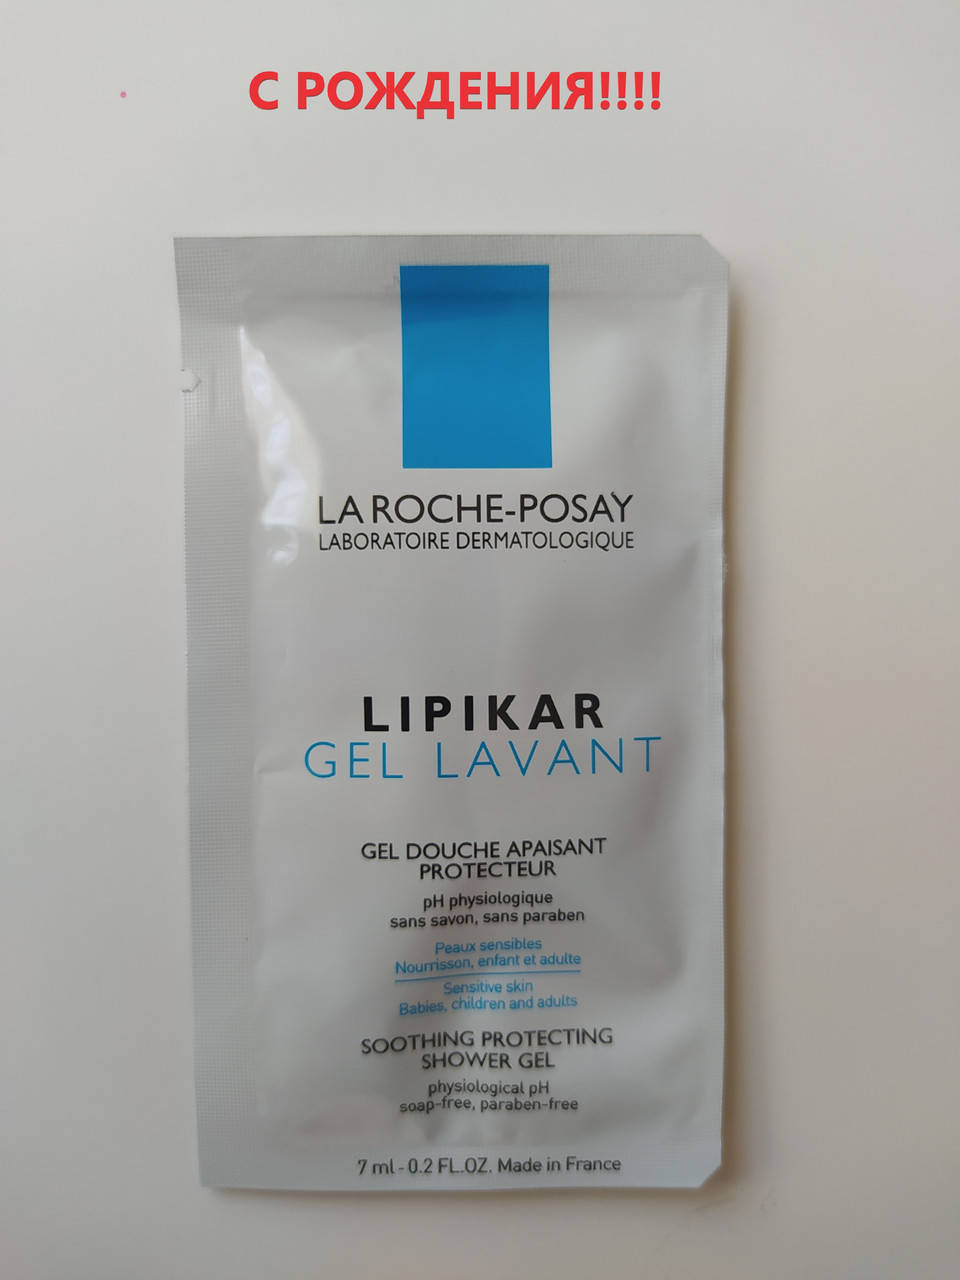 С РОЖДЕНИЯ!!!!
LA ROCHE-POSAY
LABORATOIRE DERMATOLOGIQUE
LIPIKAR
GEL LAVANT
GEL DOUCHE APAISANT
PROTECTEUR
pH physiologique
sans savon, sans paraben
Peaux sensibles
Nourrisson, enfant et adulte
Sensitive skin
Babies, children and adults
SOOTHING PROTECTING
SHOWER GEL
physiological pH
soap-free, paraben-free
7 ml - 0.2 FL.OZ. Made in France